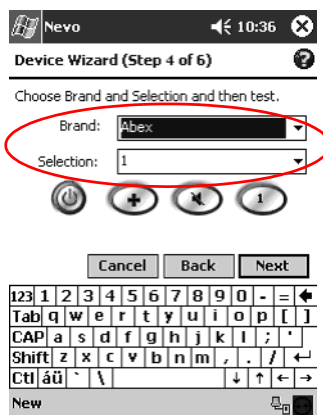 Nevo 10:36
Device Wizard (Step 4 of 6)
Choose Brand and Selection and then test.
Brand: Abex
Selection: 1
1
Cancel Back Next
123 1 2 3 4 5 6 7 8 9 0 - =
Tab q w e r t y u i o p [ ]
CAP a s d f g h j k l ; '
Shift z x c v b n m , . /
Ctl áü ` \
New